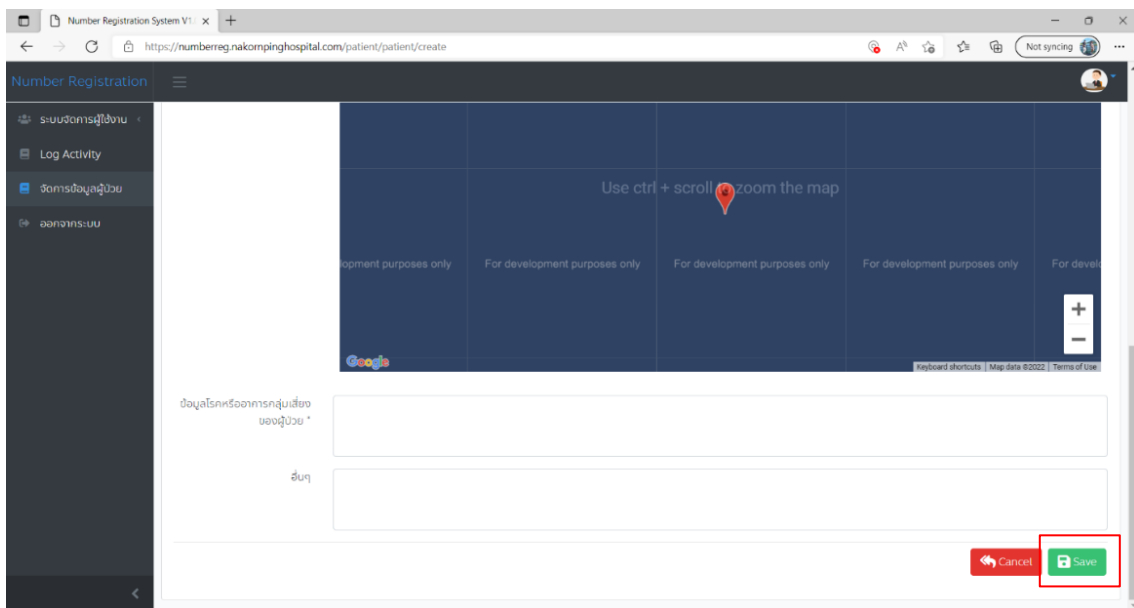 Number Registration System V1.
https://numberreg.nakornpinghospital.com/patient/patient/create
Not syncing
Number Registration
ระบบจัดการผู้ใช้งาน
Log Activity
จัดการข้อมูลผู้ป่วย
ออกจากระบบ
Use ctrl + scroll to zoom the map
lopment purposes only For development purposes only For development purposes only For development purposes only For develo
Google
Keyboard shortcuts Map data ©2022 Terms of Use
ข้อมูลโรคหรืออาการกลุ่มเสี่ยง
ของผู้ป่วย *
อื่นๆ
Cancel Save